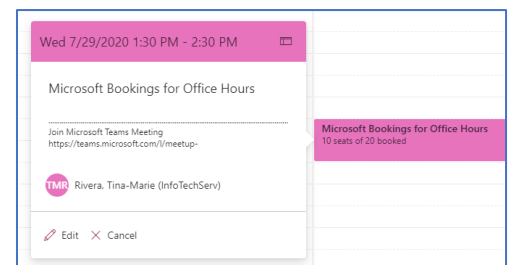 Wed 7/29/2020 1:30 PM - 2:30 PM
Microsoft Bookings for Office Hours
Join Microsoft Teams Meeting
https://teams.microsoft.com/l/meetup-
TMR Rivera, Tina-Marie (InfoTechServ)
Edit Cancel
Microsoft Bookings for Office Hours
10 seats of 20 booked